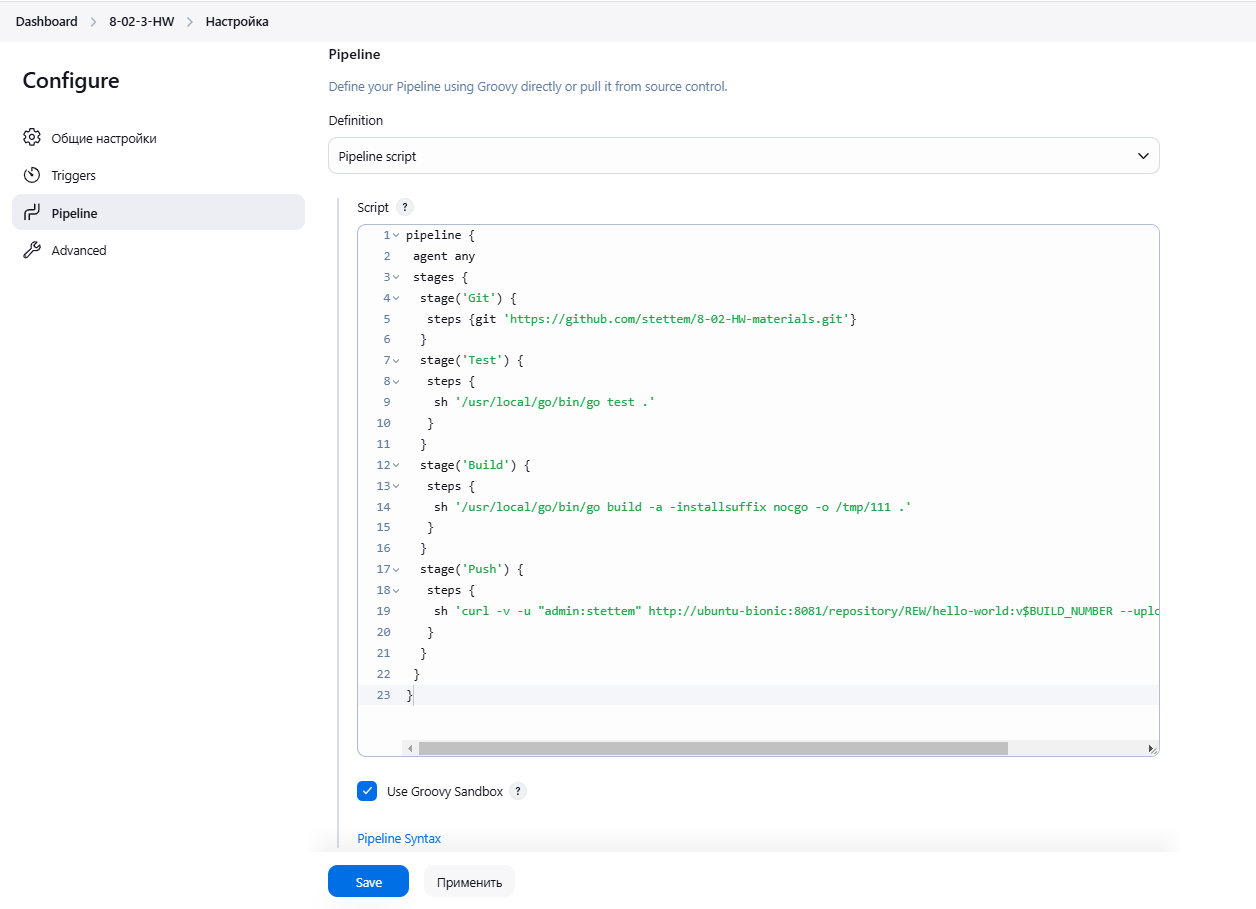 Dashboard > 8-02-3-HW > Настройка
Configure
Общие настройки
Triggers
Pipeline
Advanced
Pipeline
Define your Pipeline using Groovy directly or pull it from source control.
Definition
Pipeline script
Script ?
1 pipeline {
2 agent any
3 stages {
4 stage('Git') {
5 steps {git 'https://github.com/stettem/8-02-HW-materials.git'}
6 }
7 stage('Test') {
8 steps {
9 sh '/usr/local/go/bin/go test .'
10 }
11 }
12 stage('Build') {
13 steps {
14 sh '/usr/local/go/bin/go build -a -installsuffix nocgo -o /tmp/111 .'
15 }
16 }
17 stage('Push') {
18 steps {
19 sh 'curl -v -u "admin:stettem" http://ubuntu-bionic:8081/repository/REW/hello-world:v$BUILD_NUMBER --uplo
20 }
21 }
22 }
23 }
Use Groovy Sandbox ?
Pipeline Syntax
Save
Применить